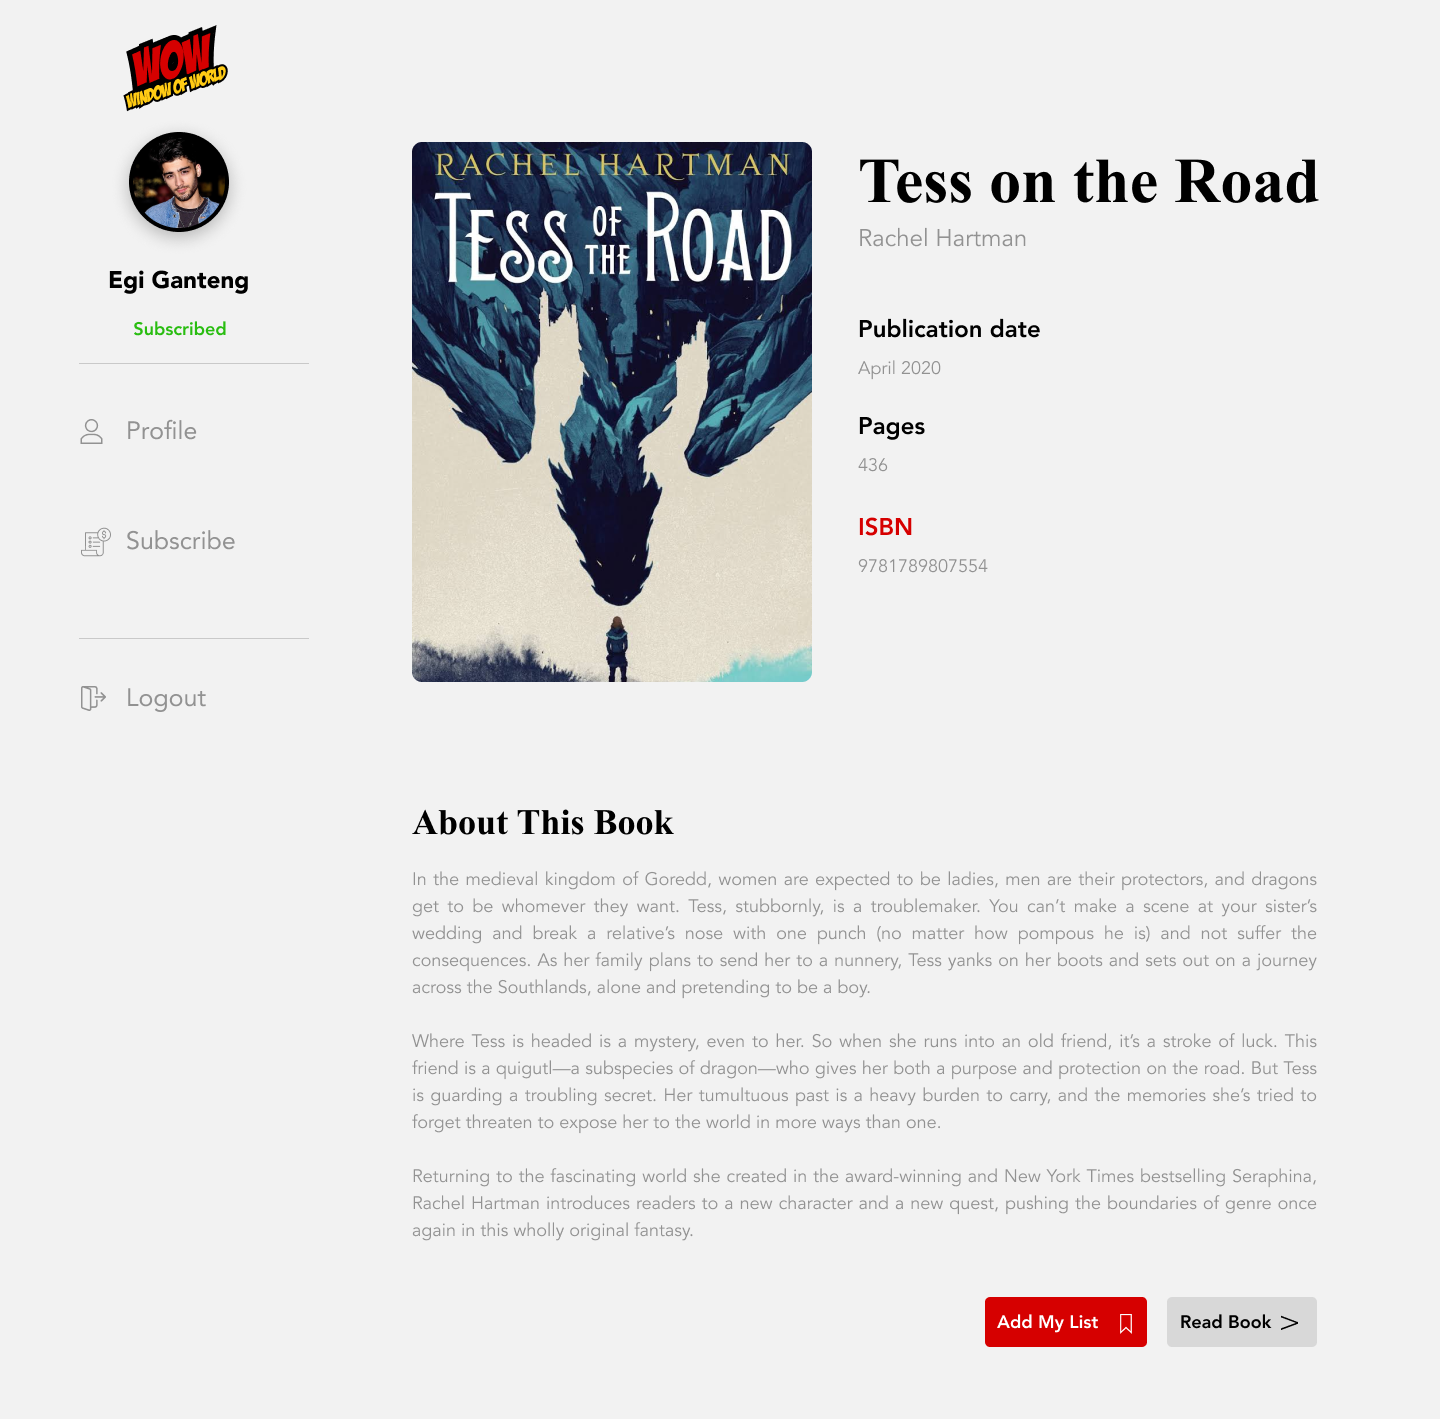 WOW
WINDOW OF WORLD
Egi Ganteng
Subscribed
Profile
Subscribe
Logout
RACHEL HARTMAN
TESS OF THE ROAD
Tess on the Road
Rachel Hartman
Publication date
April 2020
Pages
436
ISBN
9781789807554
About This Book
In the medieval kingdom of Goredd, women are expected to be ladies, men are their protectors, and dragons
get to be whomever they want. Tess, stubbornly, is a troublemaker. You can’t make a scene at your sister’s
wedding and break a relative’s nose with one punch (no matter how pompous he is) and not suffer the
consequences. As her family plans to send her to a nunnery, Tess yanks on her boots and sets out on a journey
across the Southlands, alone and pretending to be a boy.
Where Tess is headed is a mystery, even to her. So when she runs into an old friend, it’s a stroke of luck. This
friend is a quigutl—a subspecies of dragon—who gives her both a purpose and protection on the road. But Tess
is guarding a troubling secret. Her tumultuous past is a heavy burden to carry, and the memories she’s tried to
forget threaten to expose her to the world in more ways than one.
Returning to the fascinating world she created in the award-winning and New York Times bestselling Seraphina,
Rachel Hartman introduces readers to a new character and a new quest, pushing the boundaries of genre once
again in this wholly original fantasy.
Add My List
Read Book >